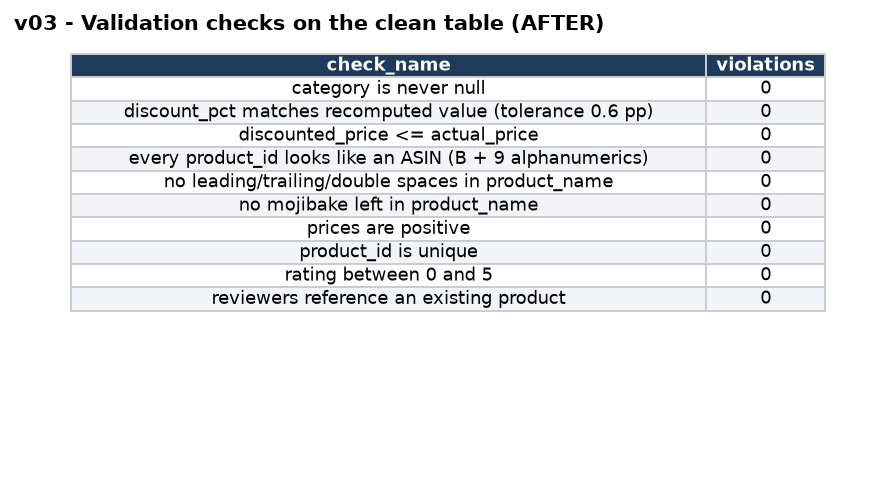 v03 - Validation checks on the clean table (AFTER)
check_name violations
category is never null 0
discount_pct matches recomputed value (tolerance 0.6 pp) 0
discounted_price <= actual_price 0
every product_id looks like an ASIN (B + 9 alphanumerics) 0
no leading/trailing/double spaces in product_name 0
no mojibake left in product_name 0
prices are positive 0
product_id is unique 0
rating between 0 and 5 0
reviewers reference an existing product 0